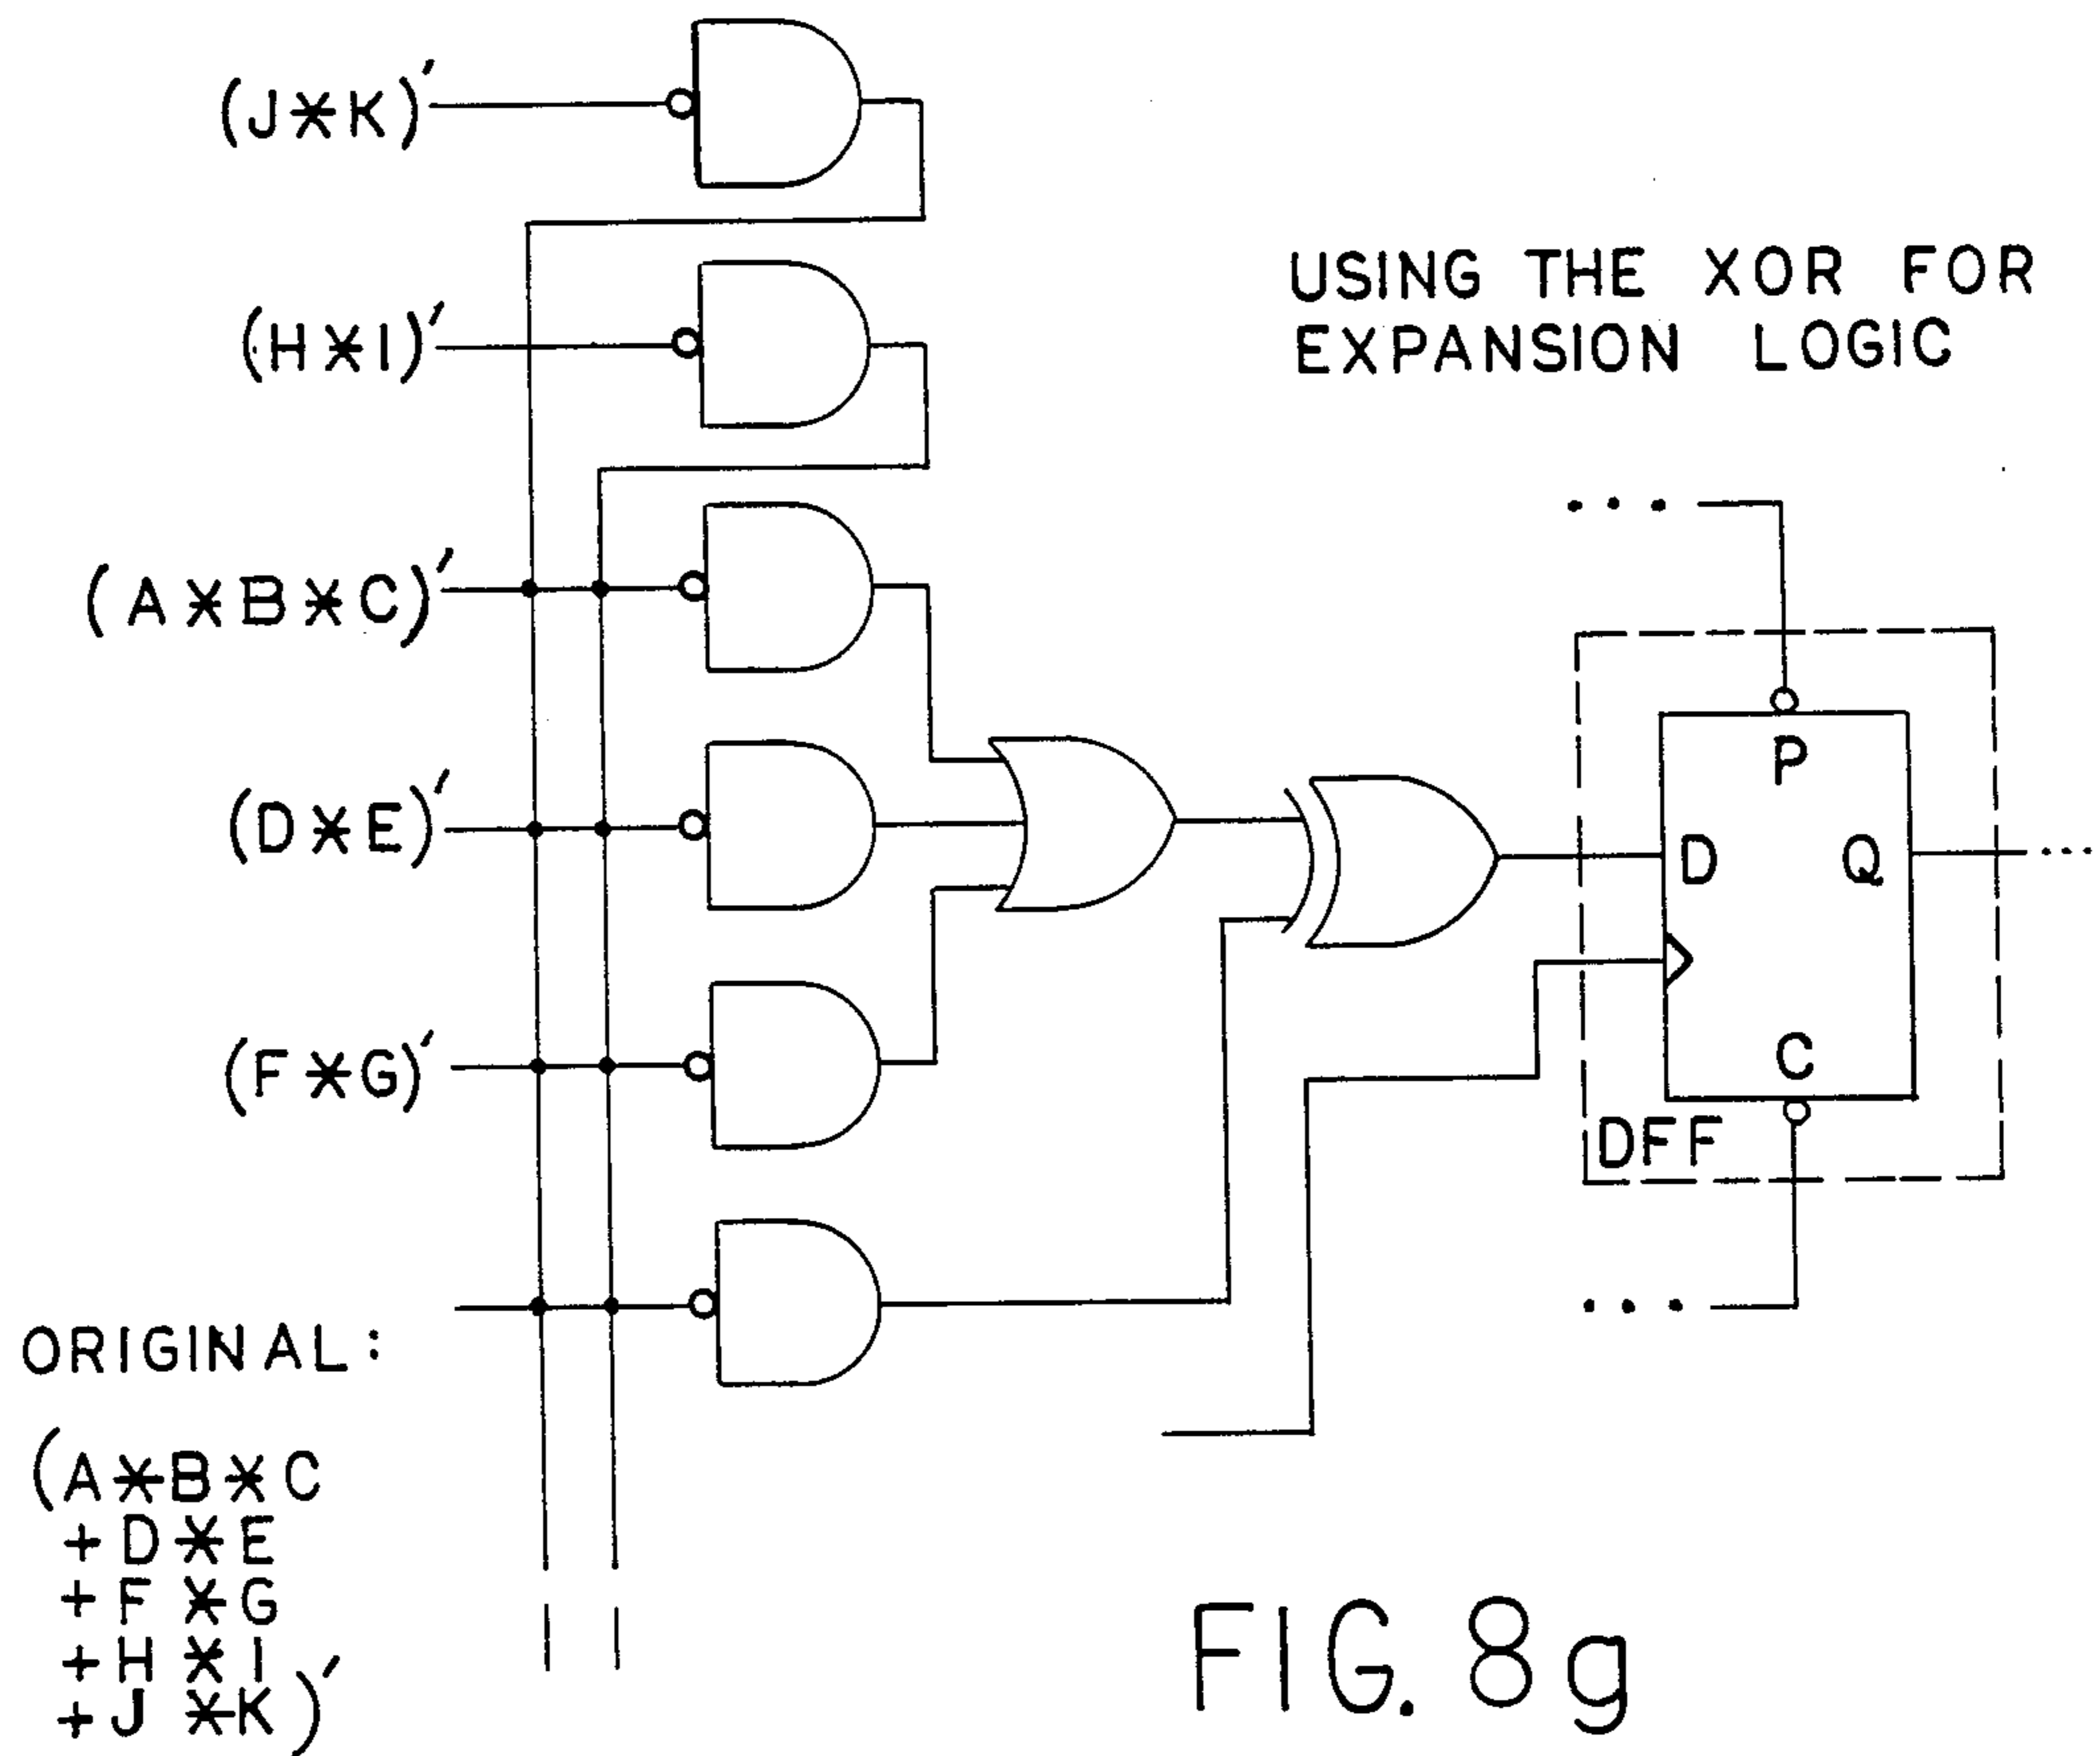 (J*K)'
(H*I)'
USING THE XOR FOR
EXPANSION LOGIC
(A*B*C)'
(D*E)'
(F*G)'
P
D
Q
C
DFF
ORIGINAL:
(A*B*C
+D*E
+F*G
+H*I
+J*K)'
FIG. 8g